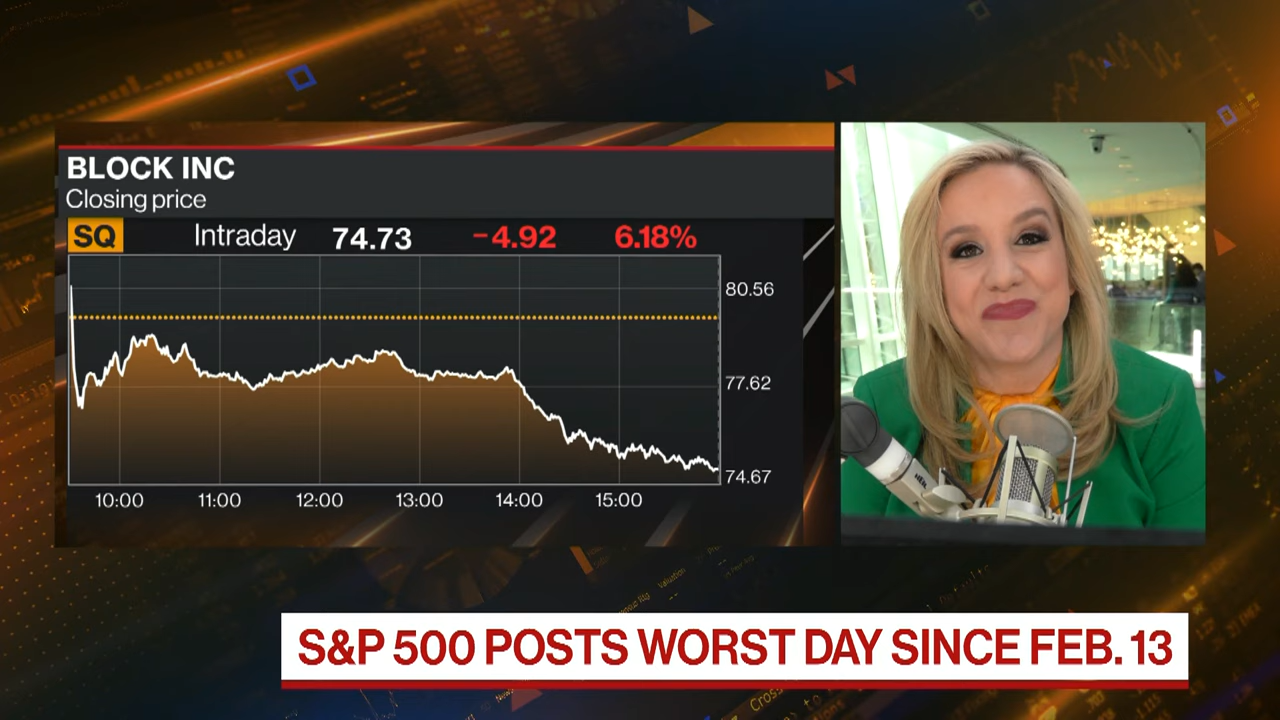 BLOCK INC
Closing price
SQ Intraday 74.73 -4.92 6.18%
80.56
77.62
74.67
10:00 11:00 12:00 13:00 14:00 15:00
S&P 500 POSTS WORST DAY SINCE FEB. 13